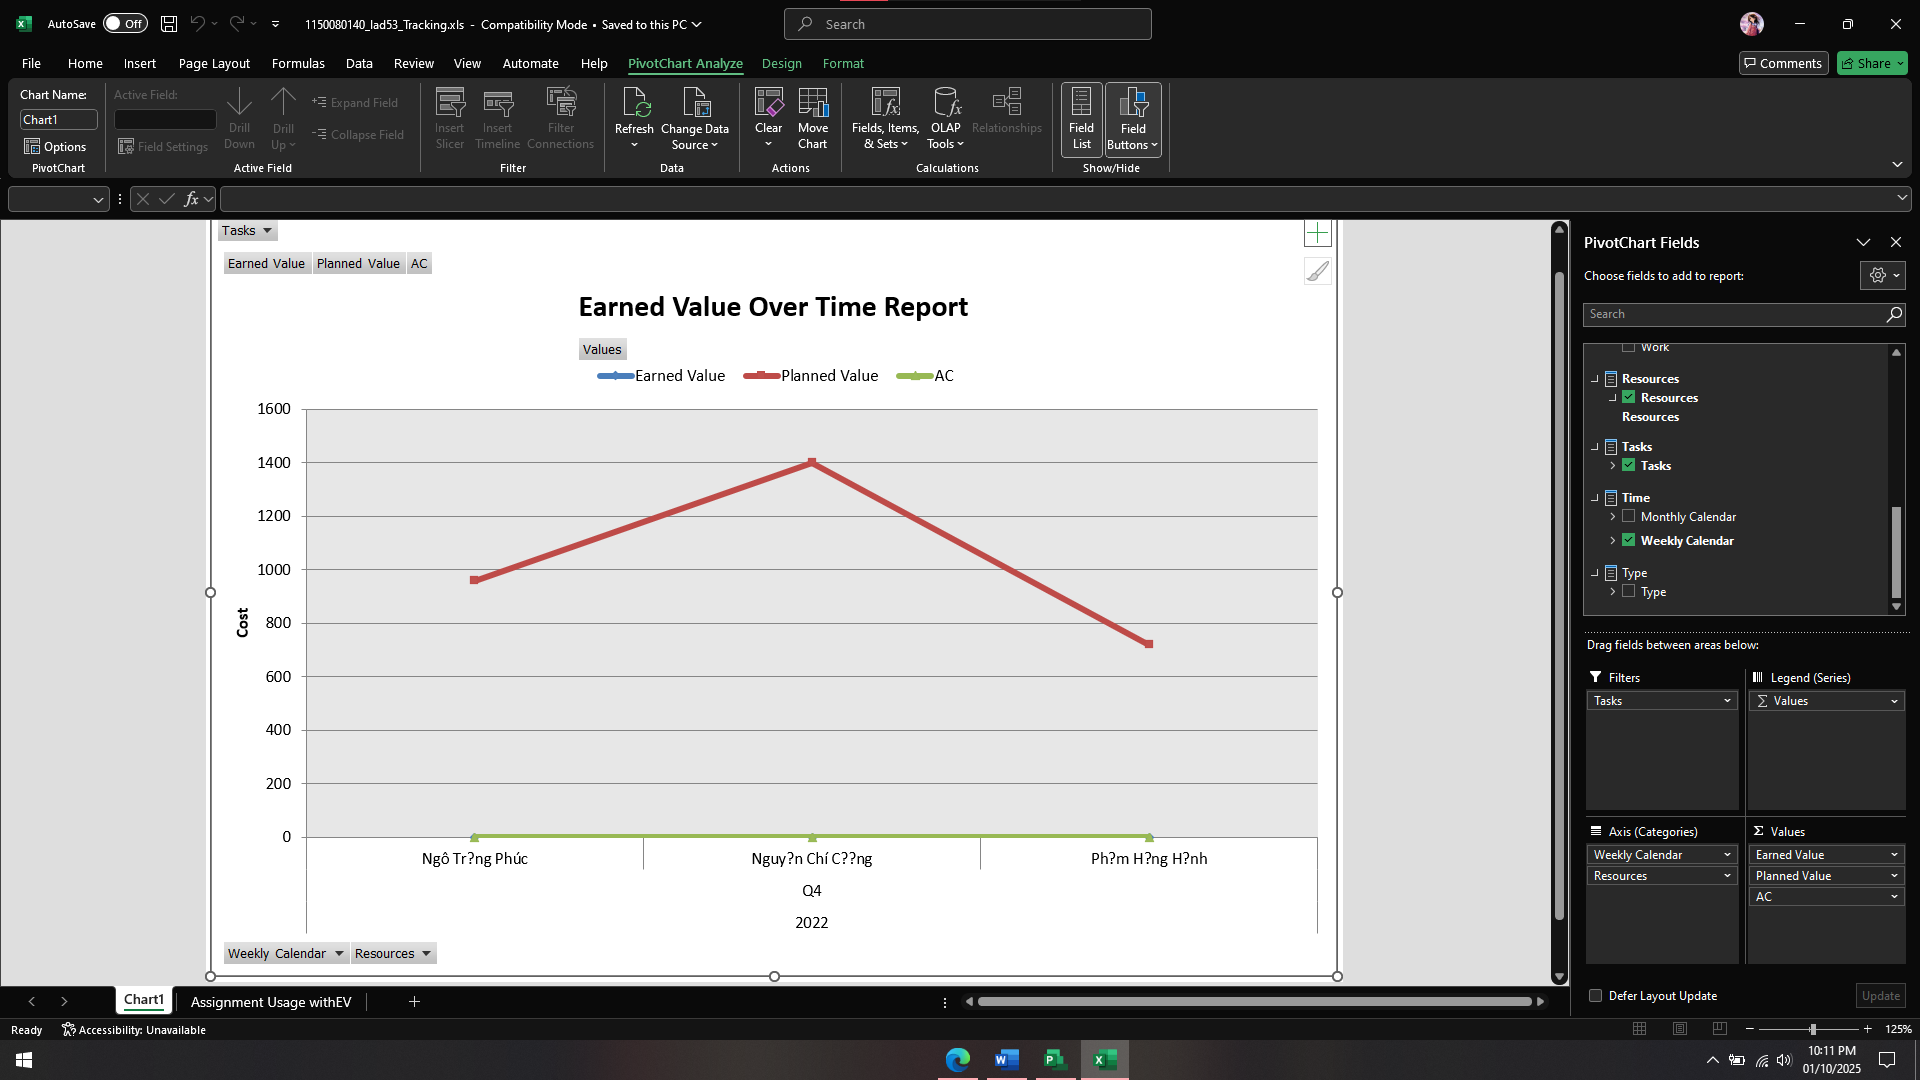 AutoSave Off 1150080140_lad53_Tracking.xls - Compatibility Mode • Saved to this PC Search
File Home Insert Page Layout Formulas Data Review View Automate Help PivotChart Analyze Design Format Comments Share
Chart Name:
Chart1
Options
PivotChart
Active Field:
Field Settings
Drill Down
Drill Up
Expand Field
Collapse Field
Active Field
Insert Slicer
Insert Timeline
Filter Connections
Filter
Refresh
Change Data Source
Data
Clear
Move Chart
Actions
Fields, Items, & Sets
OLAP Tools
Relationships
Calculations
Field List
Field Buttons
Show/Hide
fx
Tasks
Earned Value Planned Value AC
Earned Value Over Time Report
Values
Earned Value Planned Value AC
1600
1400
1200
1000
800
600
400
200
0
Cost
Ngô Tr?ng Phúc Nguy?n Chí C??ng Ph?m H?ng H?nh
Q4
2022
Weekly Calendar Resources
PivotChart Fields
Choose fields to add to report:
Search
Work
Resources
Resources
Resources
Tasks
Tasks
Time
Monthly Calendar
Weekly Calendar
Type
Type
Drag fields between areas below:
Filters
Tasks
Legend (Series)
Σ Values
Axis (Categories)
Weekly Calendar
Resources
Σ Values
Earned Value
Planned Value
AC
Defer Layout Update Update
Chart1 Assignment Usage withEV
Ready Accessibility: Unavailable 125%
10:11 PM
01/10/2025